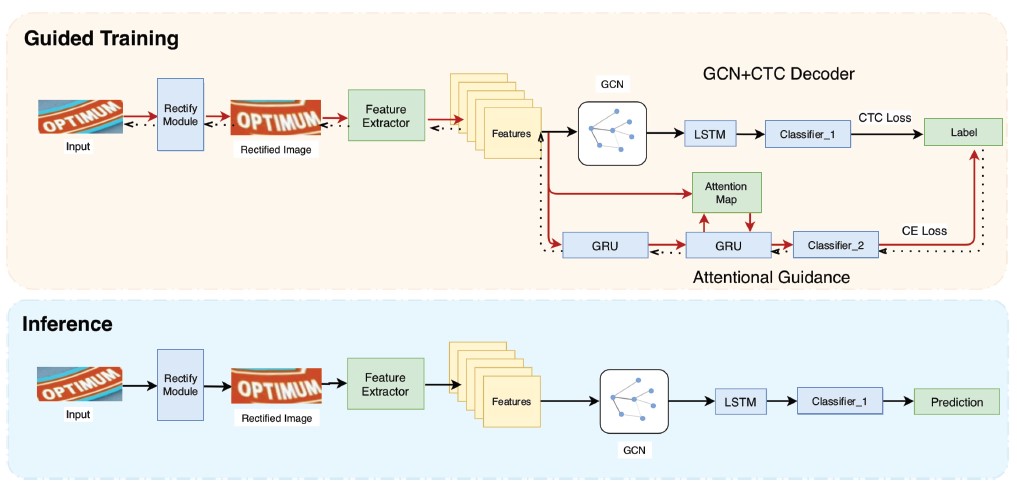 Guided Training
OPTIMUM
Input
Rectify
Module
OPTIMUM
Rectified Image
Feature
Extractor
Features
GCN
GCN+CTC Decoder
LSTM
Classifier_1
CTC Loss
Label
Attention
Map
GRU
GRU
Classifier_2
CE Loss
Attentional Guidance
Inference
OPTIMUM
Input
Rectify
Module
OPTIMUM
Rectified Image
Feature
Extractor
Features
GCN
LSTM
Classifier_1
Prediction